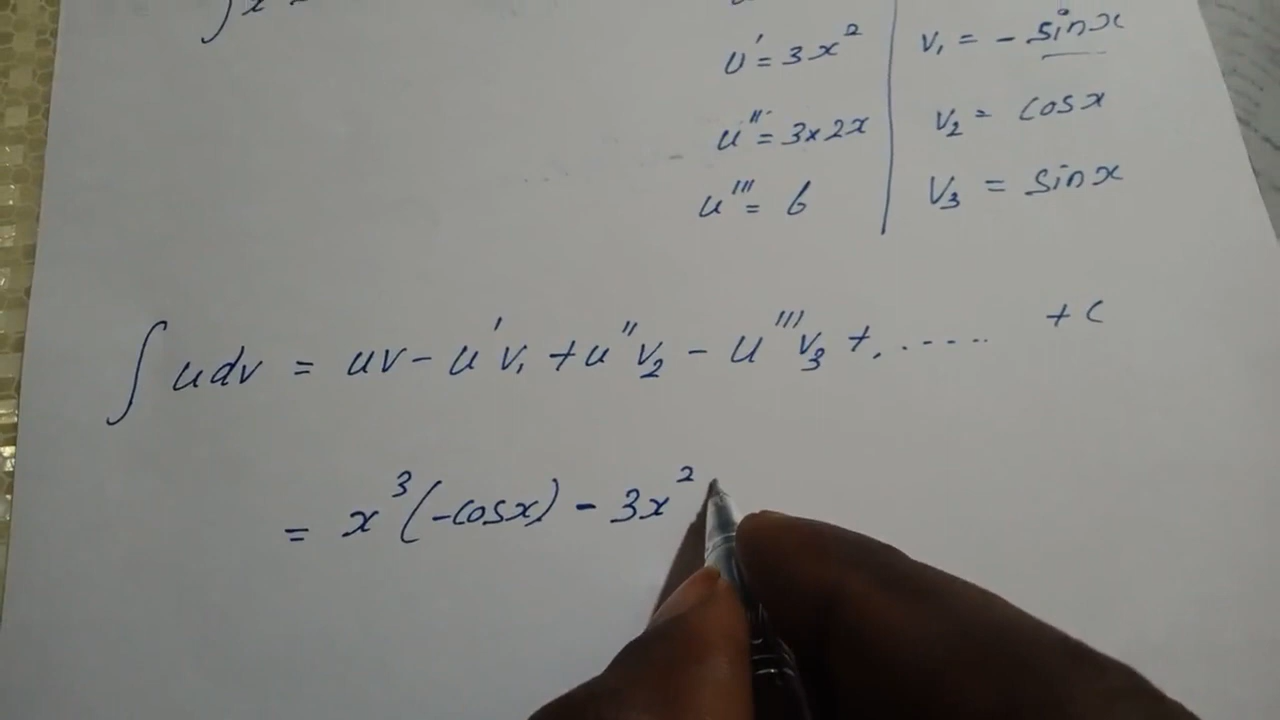 ∫x
u' = 3x² | v₁ = - sinx
u'' = 3x2x | v₂ = cosx
u''' = 6 | v₃ = sinx
∫udv = uv - u'v₁ + u''v₂ - u'''v₃ + ...... + c
= x³(-cosx) - 3x²